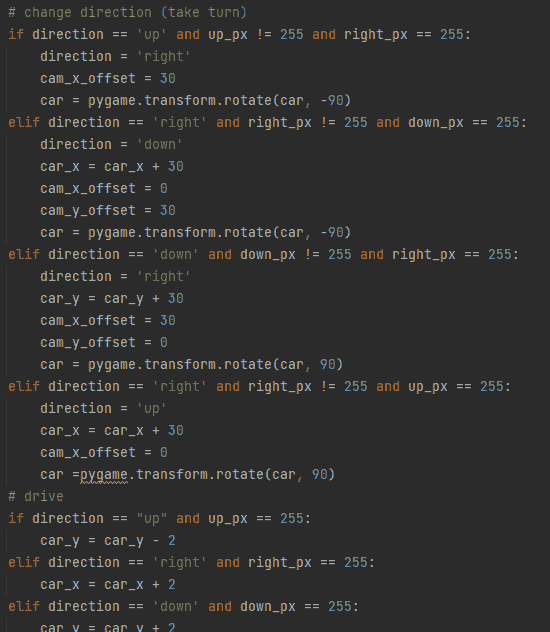 # change direction (take turn)
if direction == 'up' and up_px != 255 and right_px == 255:
    direction = 'right'
    cam_x_offset = 30
    car = pygame.transform.rotate(car, -90)
elif direction == 'right' and right_px != 255 and down_px == 255:
    direction = 'down'
    car_x = car_x + 30
    cam_x_offset = 0
    cam_y_offset = 30
    car = pygame.transform.rotate(car, -90)
elif direction == 'down' and down_px != 255 and right_px == 255:
    direction = 'right'
    car_y = car_y + 30
    cam_x_offset = 30
    cam_y_offset = 0
    car = pygame.transform.rotate(car, 90)
elif direction == 'right' and right_px != 255 and up_px == 255:
    direction = 'up'
    car_x = car_x + 30
    cam_x_offset = 0
    car =pygame.transform.rotate(car, 90)
# drive
if direction == "up" and up_px == 255:
    car_y = car_y - 2
elif direction == 'right' and right_px == 255:
    car_x = car_x + 2
elif direction == 'down' and down_px == 255:
    car_y = car_y + 2